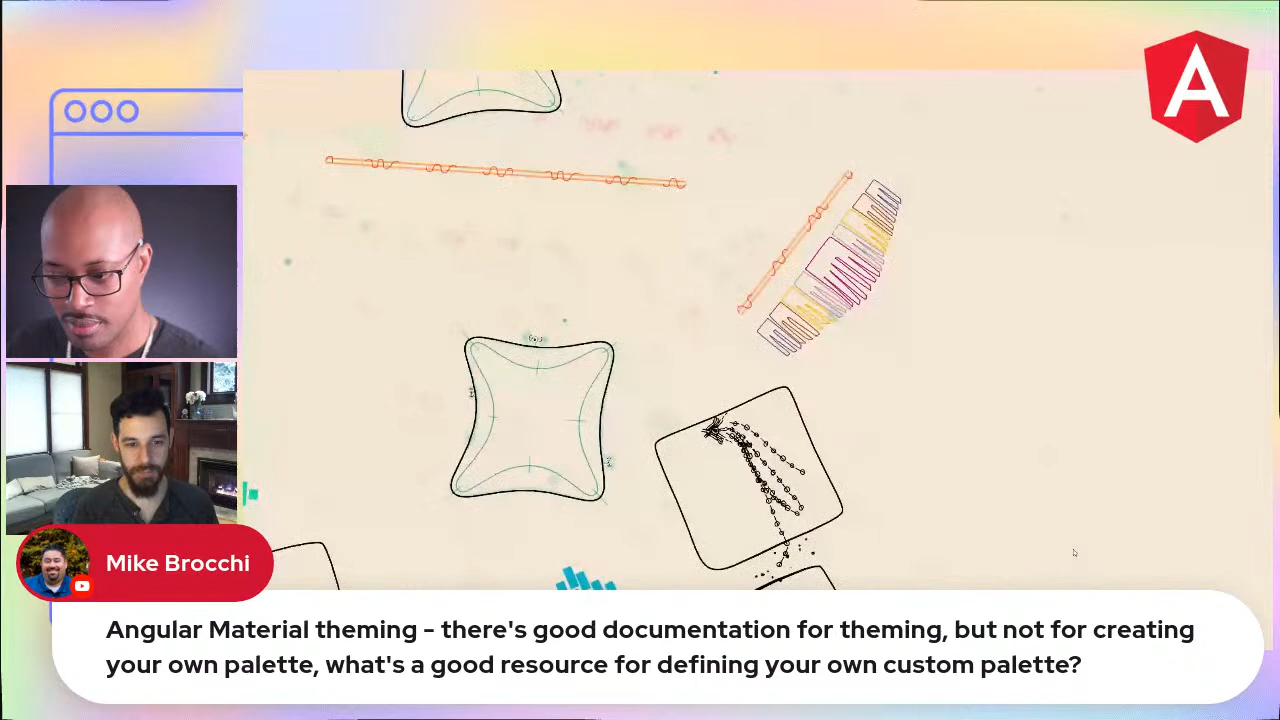 A
Mike Brocchi
Angular Material theming - there's good documentation for theming, but not for creating
your own palette, what's a good resource for defining your own custom palette?